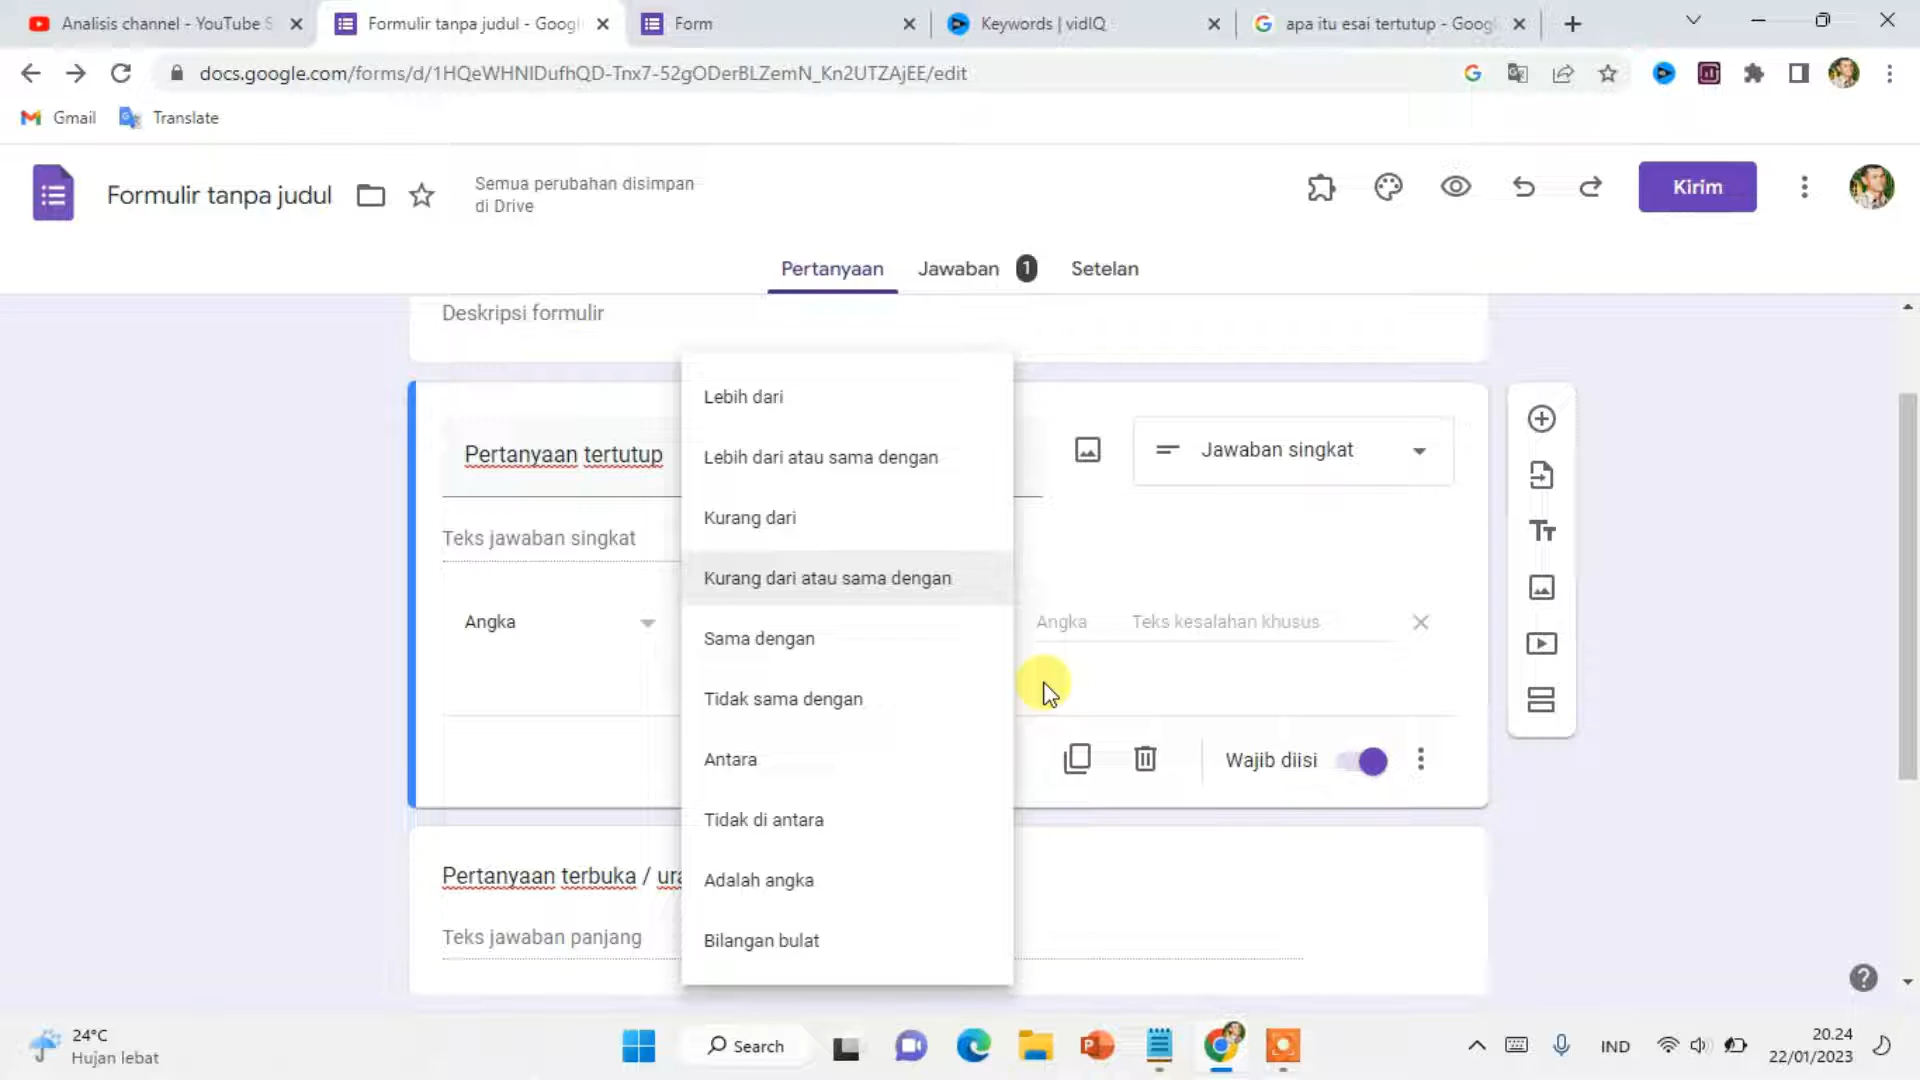 Analisis channel - YouTube S
Formulir tanpa judul - Googl
Form
Keywords | vidIQ
apa itu esai tertutup - Googl
docs.google.com/forms/d/1HQeWHNlDufhQD-Tnx7-52gODerBLZemN_Kn2UTZAjEE/edit
Gmail
Translate
Formulir tanpa judul
Semua perubahan disimpan
di Drive
Kirim
Pertanyaan
Jawaban 1
Setelan
Deskripsi formulir
Lebih dari
Pertanyaan tertutup
Jawaban singkat
Lebih dari atau sama dengan
Kurang dari
Teks jawaban singkat
Kurang dari atau sama dengan
Angka
Angka
Teks kesalahan khusus
Sama dengan
Tidak sama dengan
Antara
Wajib diisi
Tidak di antara
Pertanyaan terbuka / ura
Adalah angka
Teks jawaban panjang
Bilangan bulat
24°C
Hujan lebat
Search
IND
20.24
22/01/2023